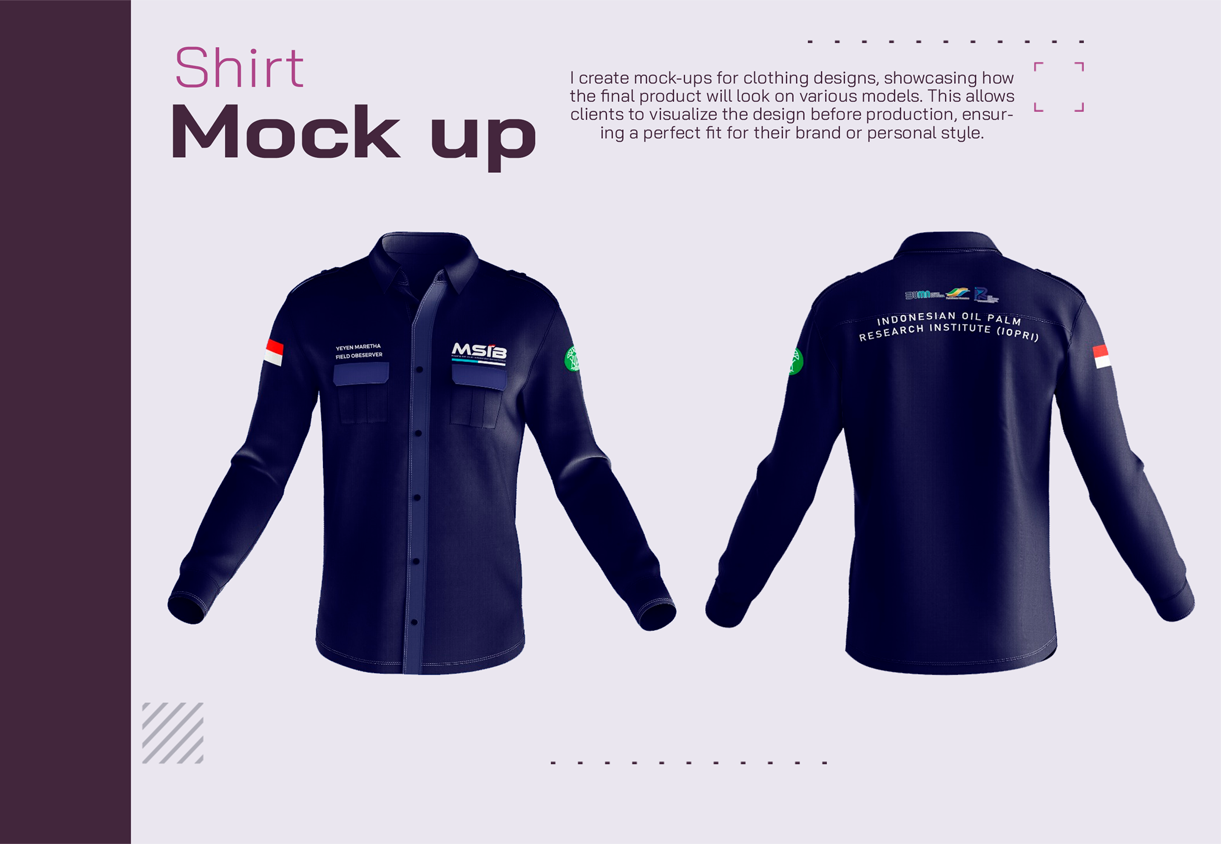 Shirt
Mock up
I create mock-ups for clothing designs, showcasing how
the final product will look on various models. This allows
clients to visualize the design before production, ensur-
ing a perfect fit for their brand or personal style.
YEYEN MARETHA
FIELD OBESERVER
MSIB
INDONESIAN OIL PALM
RESEARCH INSTITUTE (IOPRI)